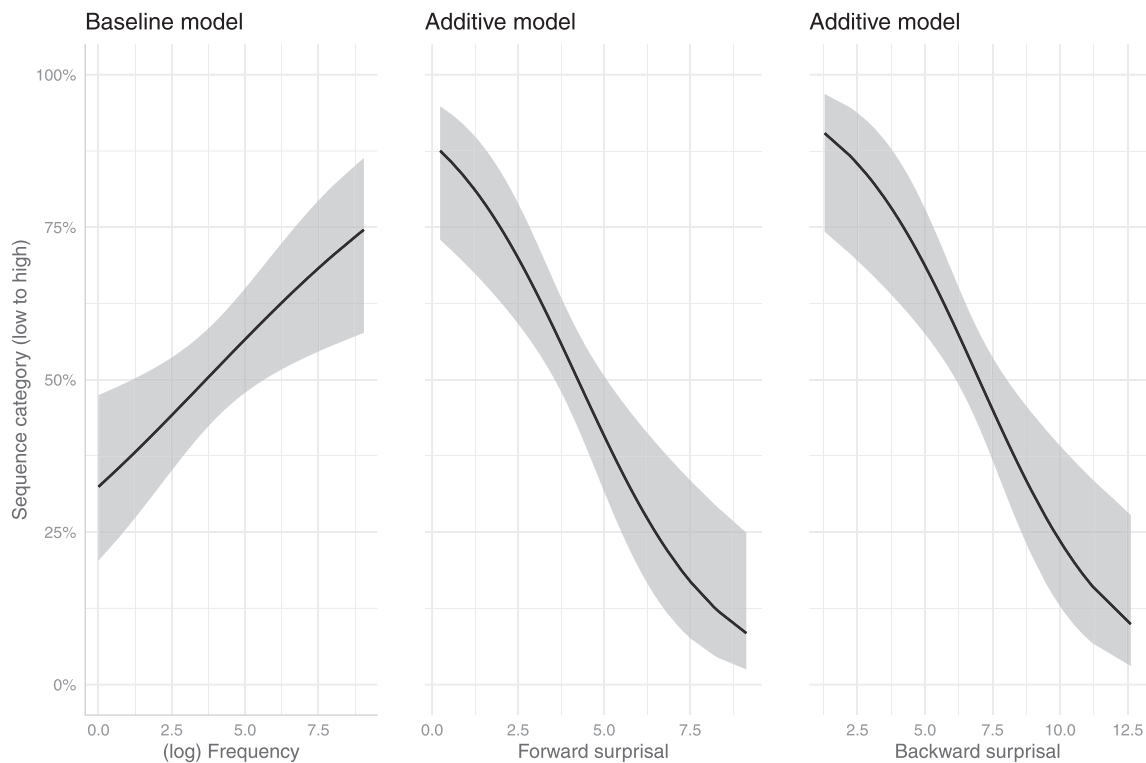 Baseline model
Additive model
Additive model
Sequence category (low to high)
100%
75%
50%
25%
0%
0.0 2.5 5.0 7.5
0.0 2.5 5.0 7.5
2.5 5.0 7.5 10.0 12.5
(log) Frequency
Forward surprisal
Backward surprisal